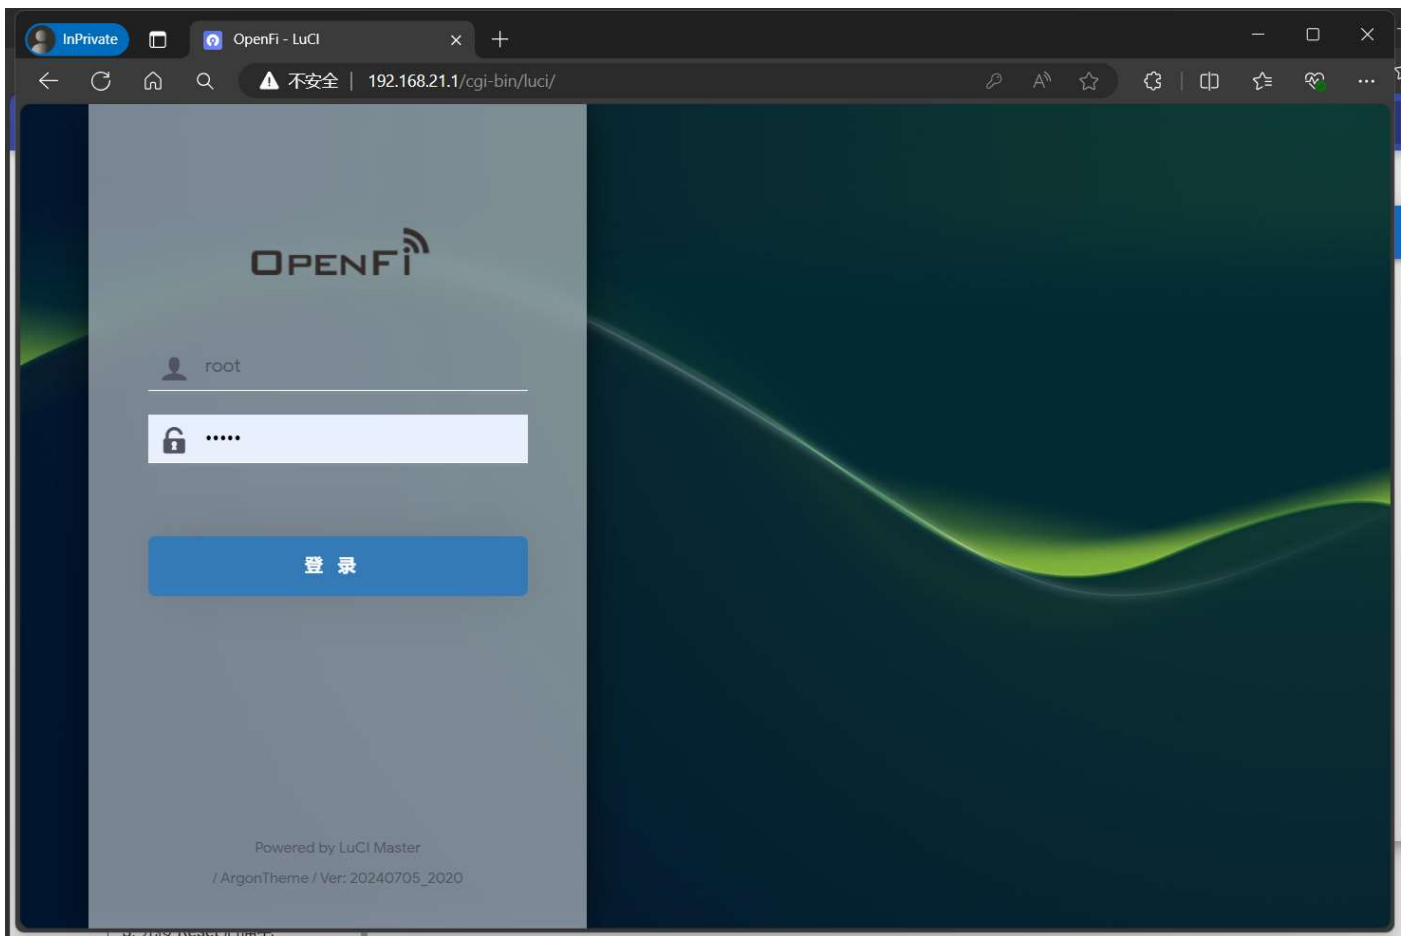 InPrivate
OpenFi - LuCI
不安全 | 192.168.21.1/cgi-bin/luci/
OPENFi
root
•••••
登 录
Powered by LuCI Master
/ ArgonTheme / Ver: 20240705_2020